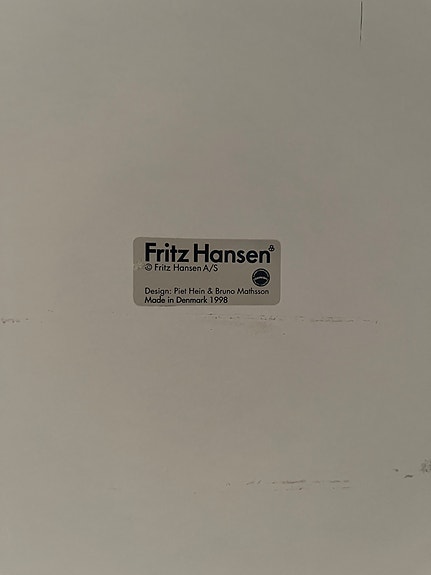 Fritz Hansen®
© Fritz Hansen A/S
Design: Piet Hein & Bruno Mathsson
Made in Denmark 1998